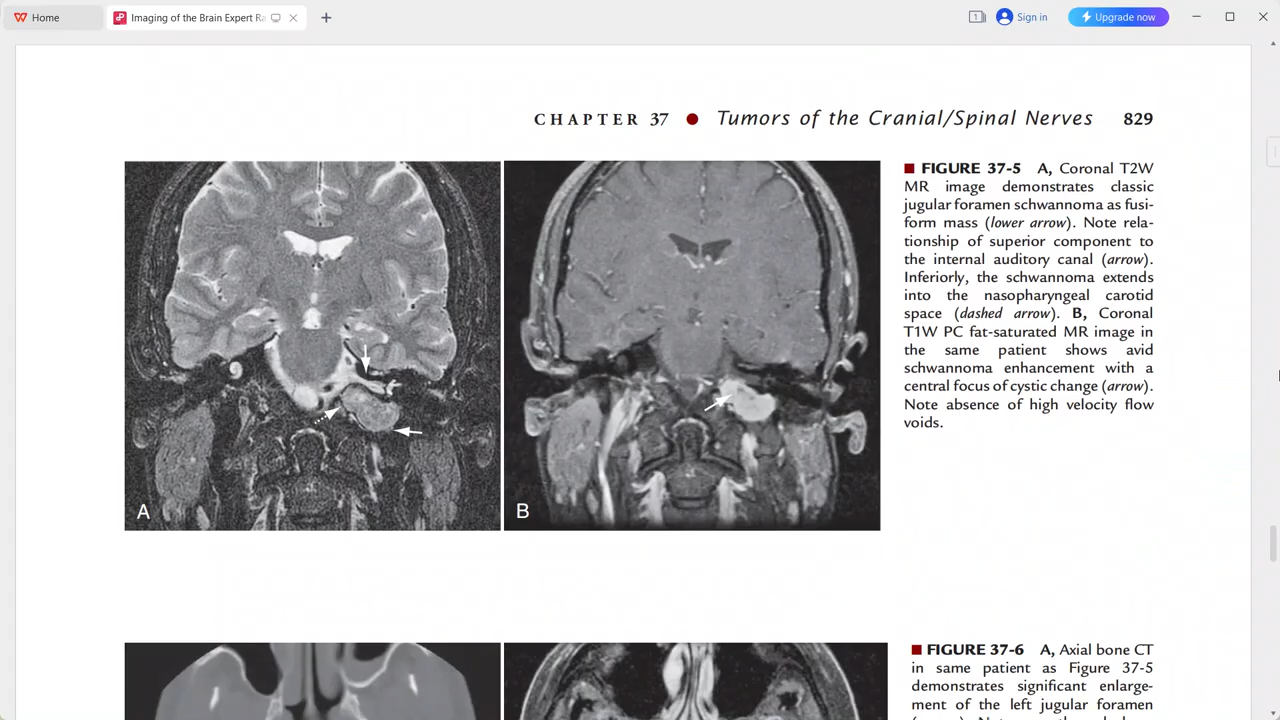 Home
Imaging of the Brain Expert Ra
1
Sign in
Upgrade now
CHAPTER 37 ● Tumors of the Cranial/Spinal Nerves 829
A
B
■ FIGURE 37-5 A, Coronal T2W
MR image demonstrates classic
jugular foramen schwannoma as fusi-
form mass (lower arrow). Note rela-
tionship of superior component to
the internal auditory canal (arrow).
Inferiorly, the schwannoma extends
into the nasopharyngeal carotid
space (dashed arrow). B, Coronal
T1W PC fat-saturated MR image in
the same patient shows avid
schwannoma enhancement with a
central focus of cystic change (arrow).
Note absence of high velocity flow
voids.
■ FIGURE 37-6 A, Axial bone CT
in same patient as Figure 37-5
demonstrates significant enlarge-
ment of the left jugular foramen